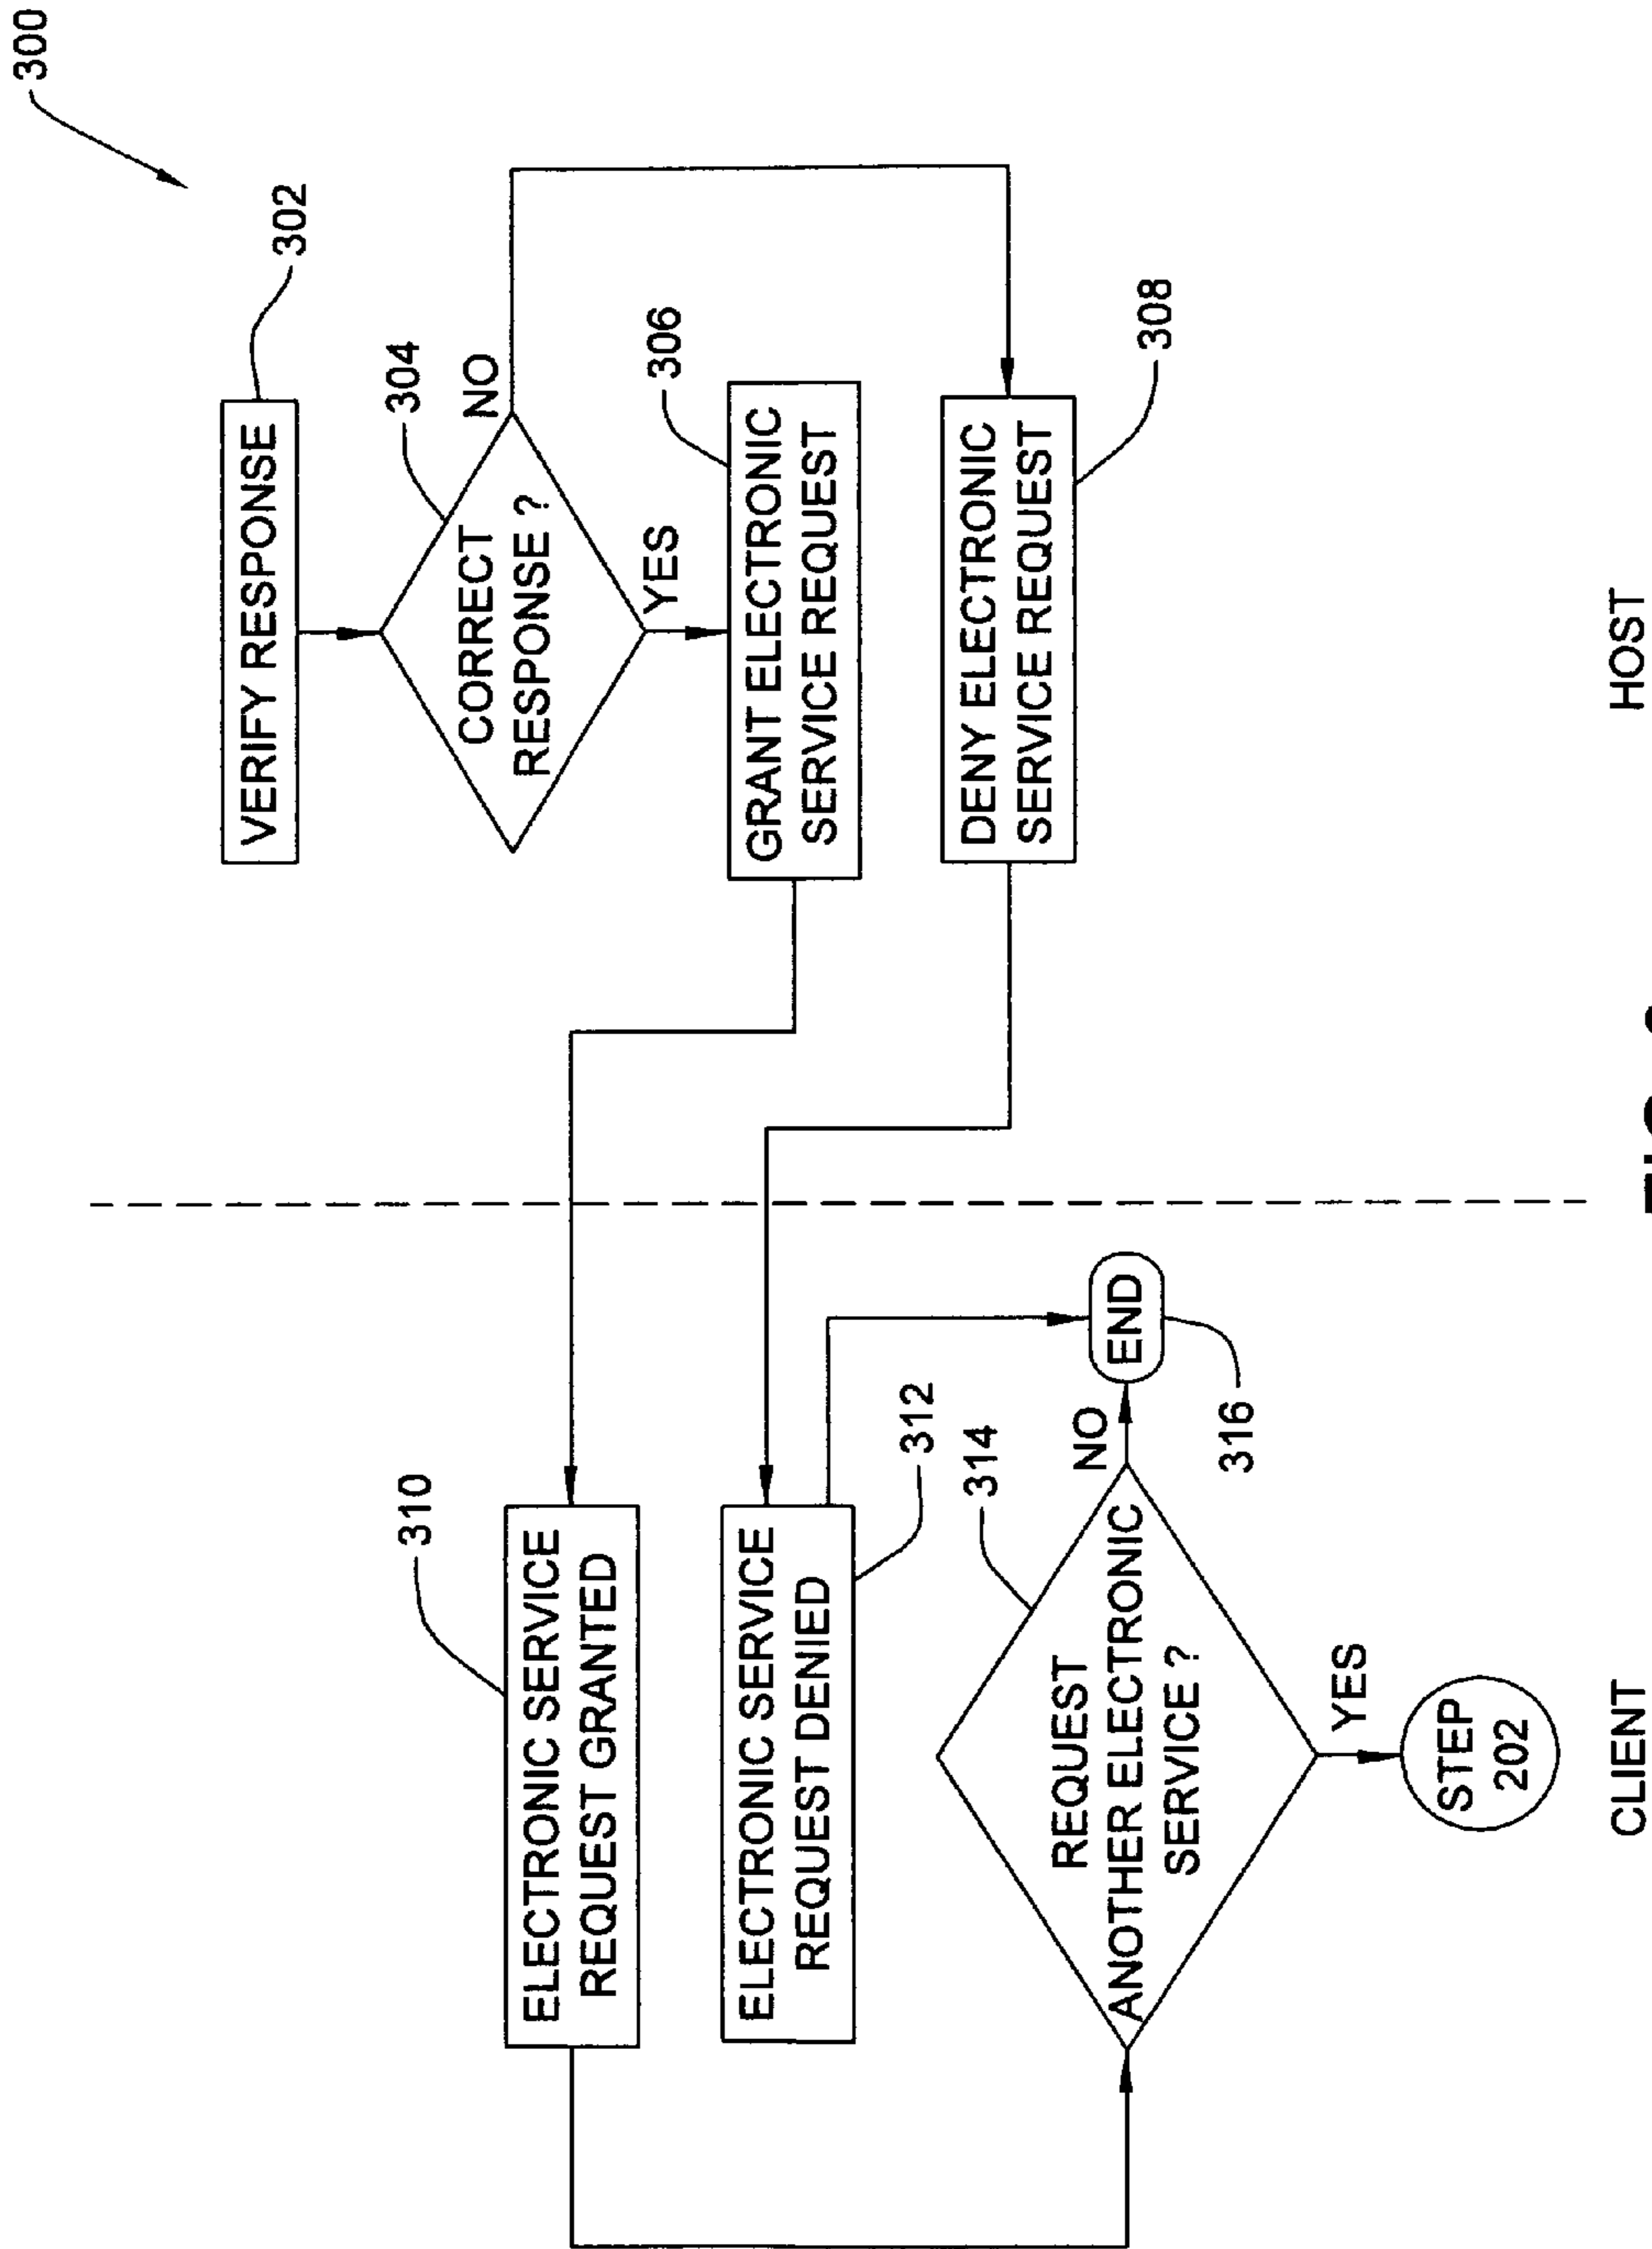 300
VERIFY RESPONSE
302
304
CORRECT
RESPONSE ?
NO
YES
306
GRANT ELECTRONIC
SERVICE REQUEST
DENY ELECTRONIC
SERVICE REQUEST
308
HOST
310
ELECTRONIC SERVICE
REQUEST GRANTED
ELECTRONIC SERVICE
REQUEST DENIED
312
314
REQUEST
ANOTHER ELECTRONIC
SERVICE ?
NO
END
316
YES
STEP
202
CLIENT